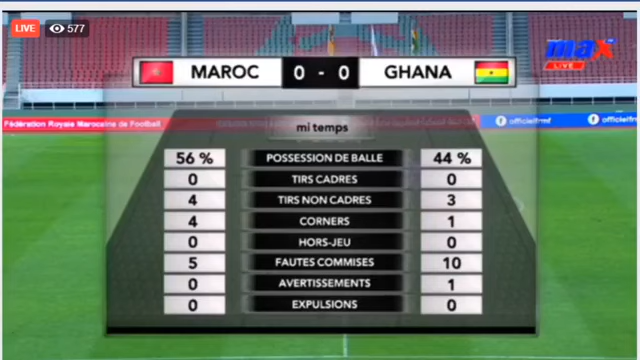 LIVE 577
max
LIVE
MAROC 0 - 0 GHANA
Fédération Royale Marocaine de Football
officielfrmf
officielfrmf
mi temps
56 % POSSESSION DE BALLE 44 %
0 TIRS CADRES 0
4 TIRS NON CADRES 3
4 CORNERS 1
0 HORS-JEU 0
5 FAUTES COMMISES 10
0 AVERTISSEMENTS 1
0 EXPULSIONS 0